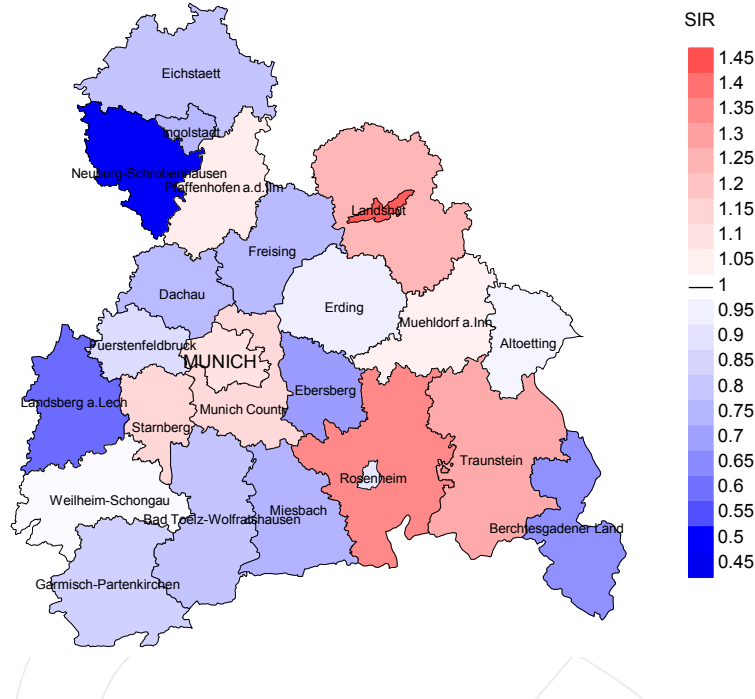 SIR
1.45
1.4
1.35
1.3
1.25
1.2
1.15
1.1
1.05
1
0.95
0.9
0.85
0.8
0.75
0.7
0.65
0.6
0.55
0.5
0.45
Eichstaett
Ingolstadt
Neuburg-Schrobenhausen
Pfaffenhofen a.d.Ilm
Landshut
Freising
Dachau
Erding
Muehldorf a.Inn
Altoetting
Fuerstenfeldbruck
MUNICH
Ebersberg
Landsberg a.Lech
Munich County
Starnberg
Traunstein
Rosenheim
Weilheim-Schongau
Miesbach
Bad Toelz-Wolfratshausen
Berchtesgadener Land
Garmisch-Partenkirchen